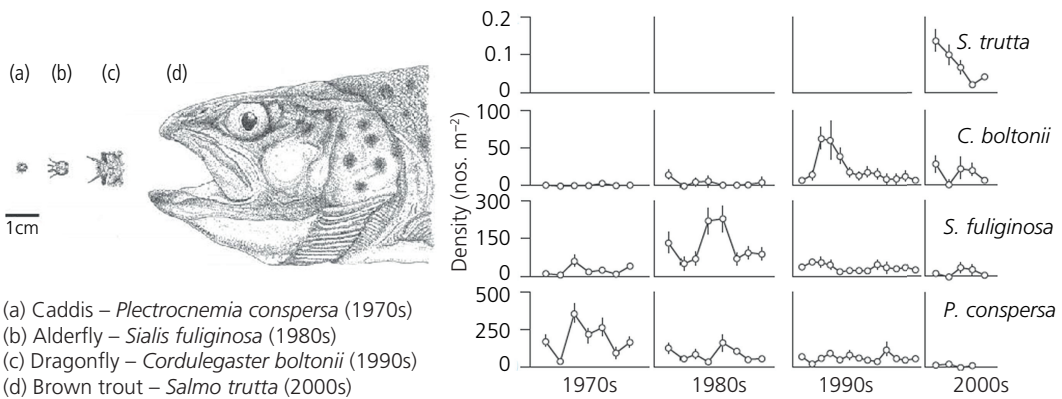 (a) (b) (c) (d)
1cm
(a) Caddis – Plectrocnemia conspersa (1970s)
(b) Alderfly – Sialis fuliginosa (1980s)
(c) Dragonfly – Cordulegaster boltonii (1990s)
(d) Brown trout – Salmo trutta (2000s)
Density (nos. m⁻²)
0.2
0.1
0
S. trutta
100
50
0
C. boltonii
300
150
0
S. fuliginosa
500
250
0
P. conspersa
1970s 1980s 1990s 2000s